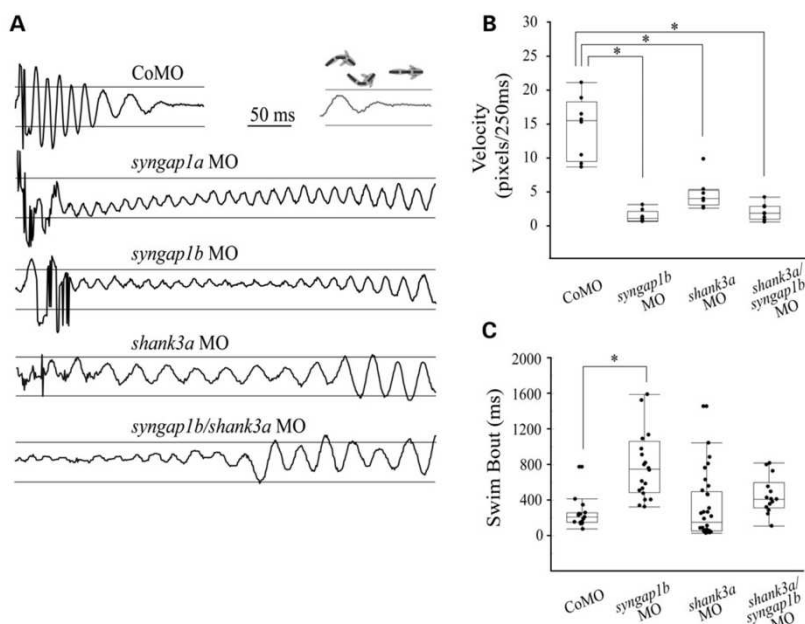 A
CoMO
50 ms
syngap1a MO
syngap1b MO
shank3a MO
syngap1b/shank3a MO
B
Velocity
(pixels/250ms)
30
25
20
15
10
5
0
*
*
*
CoMO
syngap1b
MO
shank3a
MO
shank3a/
syngap1b
MO
C
Swim Bout (ms)
2000
1600
1200
800
400
0
*
CoMO
syngap1b
MO
shank3a
MO
shank3a/
syngap1b
MO